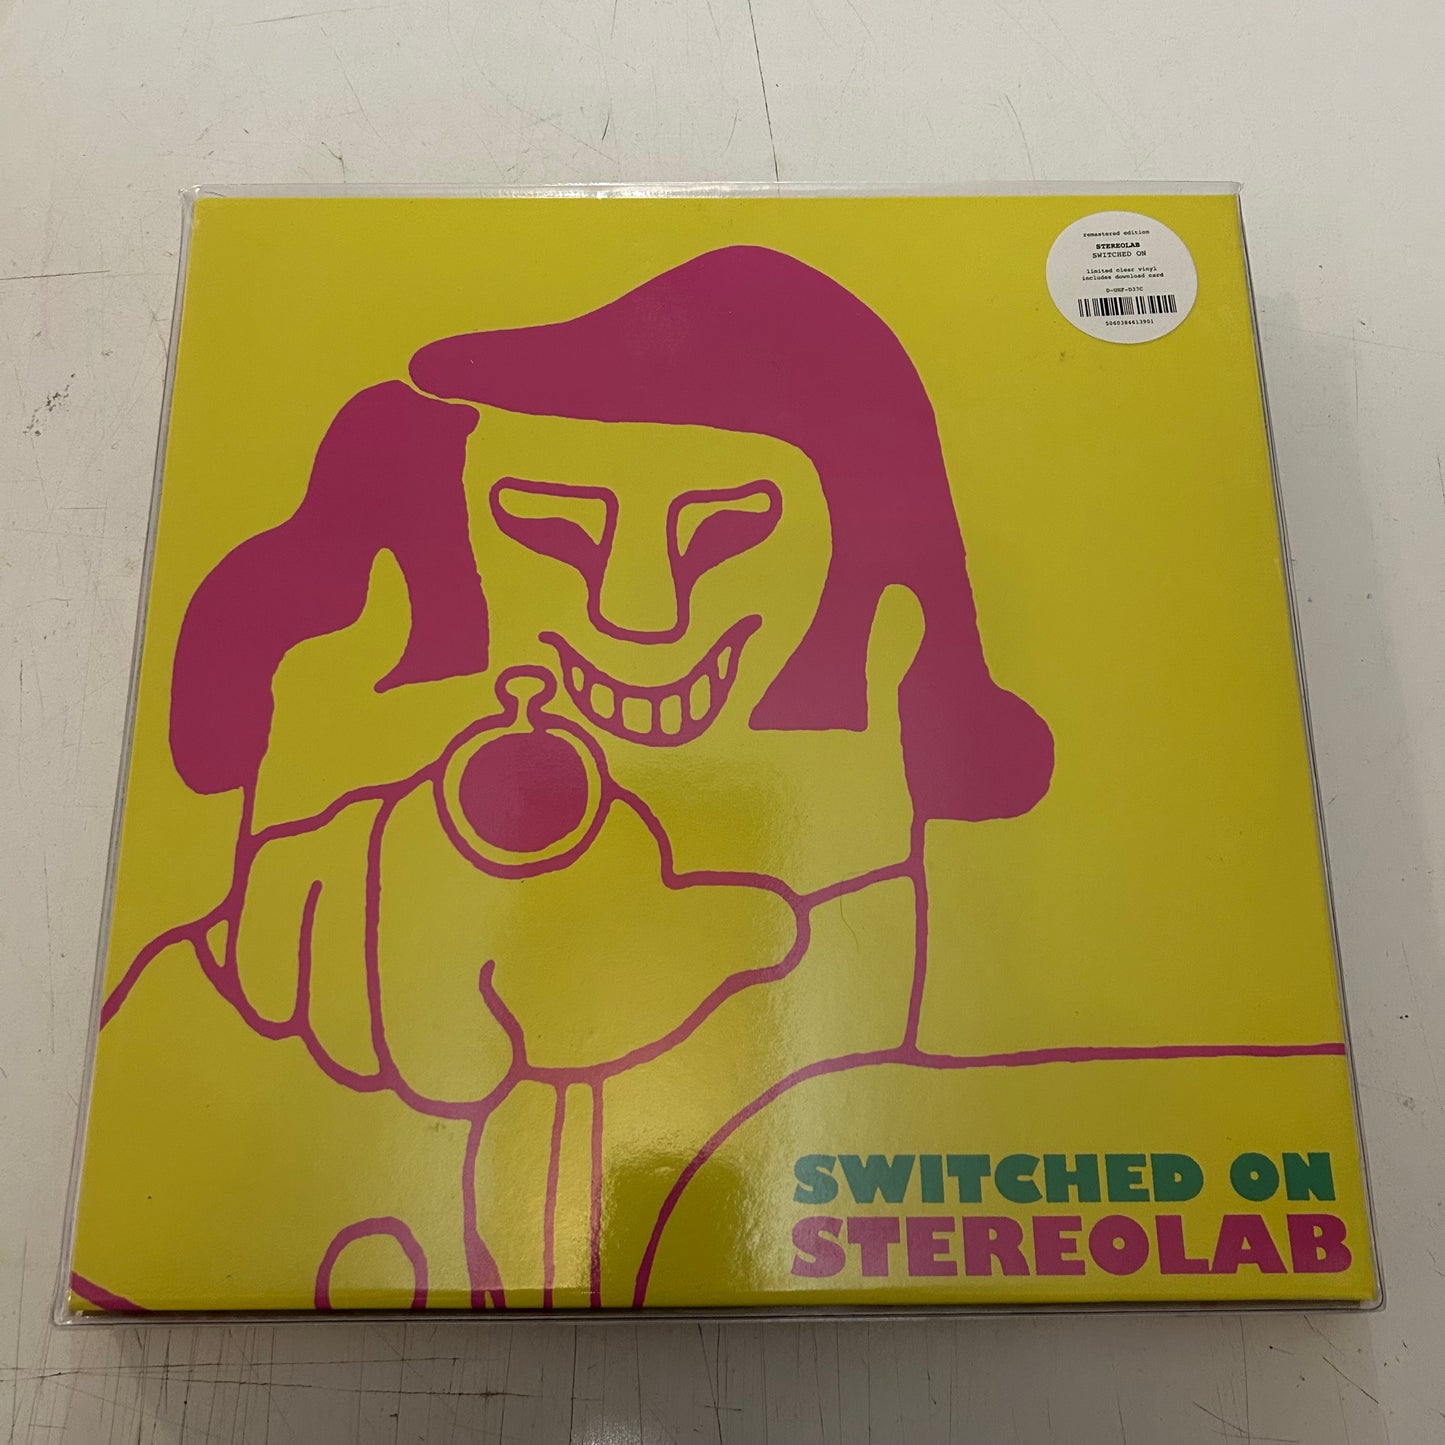 remastered edition
STEREOLAB
SWITCHED ON
limited clear vinyl
includes download card
D-UHF-D37C
5060384613901
SWITCHED ON
STEREOLAB